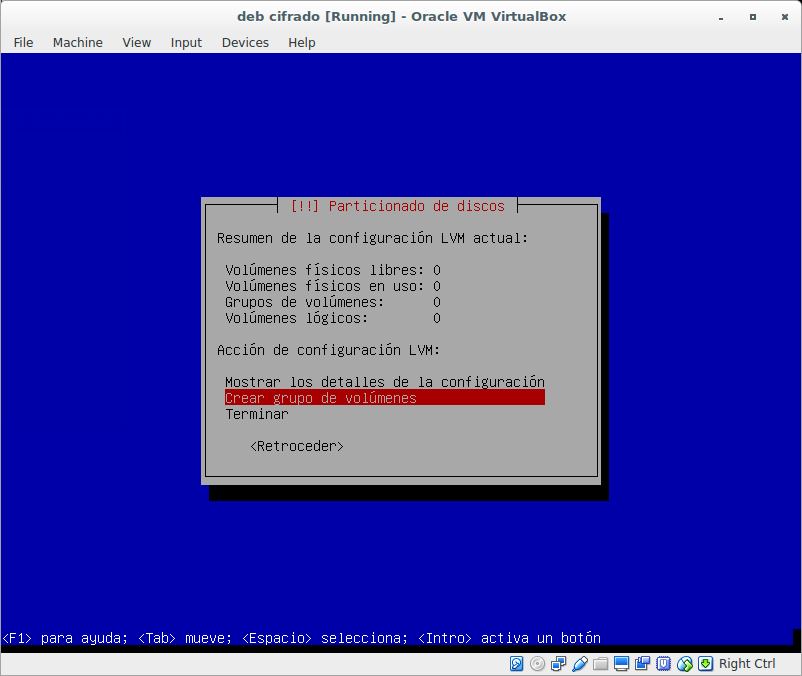 deb cifrado [Running] - Oracle VM VirtualBox
File Machine View Input Devices Help
[!!] Particionado de discos
Resumen de la configuración LVM actual:
Volúmenes físicos libres: 0
Volúmenes físicos en uso: 0
Grupos de volúmenes: 0
Volúmenes lógicos: 0
Acción de configuración LVM:
Mostrar los detalles de la configuración
Crear grupo de volúmenes
Terminar
<Retroceder>
<F1> para ayuda; <Tab> mueve; <Espacio> selecciona; <Intro> activa un botón
Right Ctrl